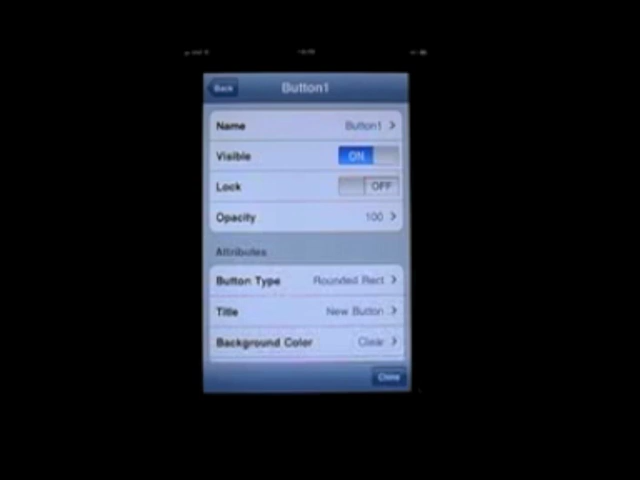 Back
Button1
Name Button1
Visible ON
Lock OFF
Opacity 100
Attributes
Button Type Rounded Rect
Title New Button
Background Color Clear